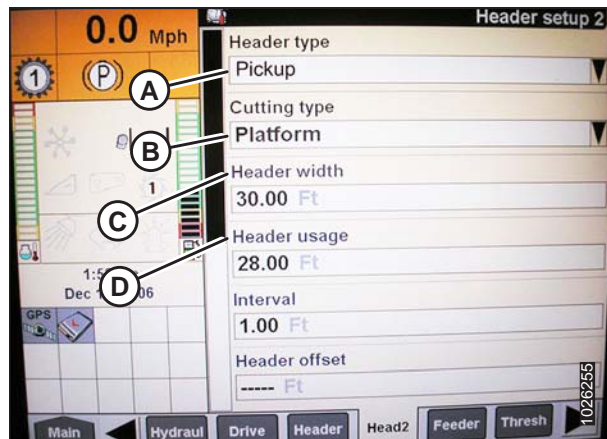 Header setup 2
0.0 Mph
1
(P)
Header type
Pickup
A
Cutting type
Platform
B
Header width
30.00 Ft
C
1
Header usage
28.00 Ft
D
Interval
1.00 Ft
GPS
Header offset
----- Ft
1026255
Main
Hydraul
Drive
Header
Head2
Feeder
Thresh